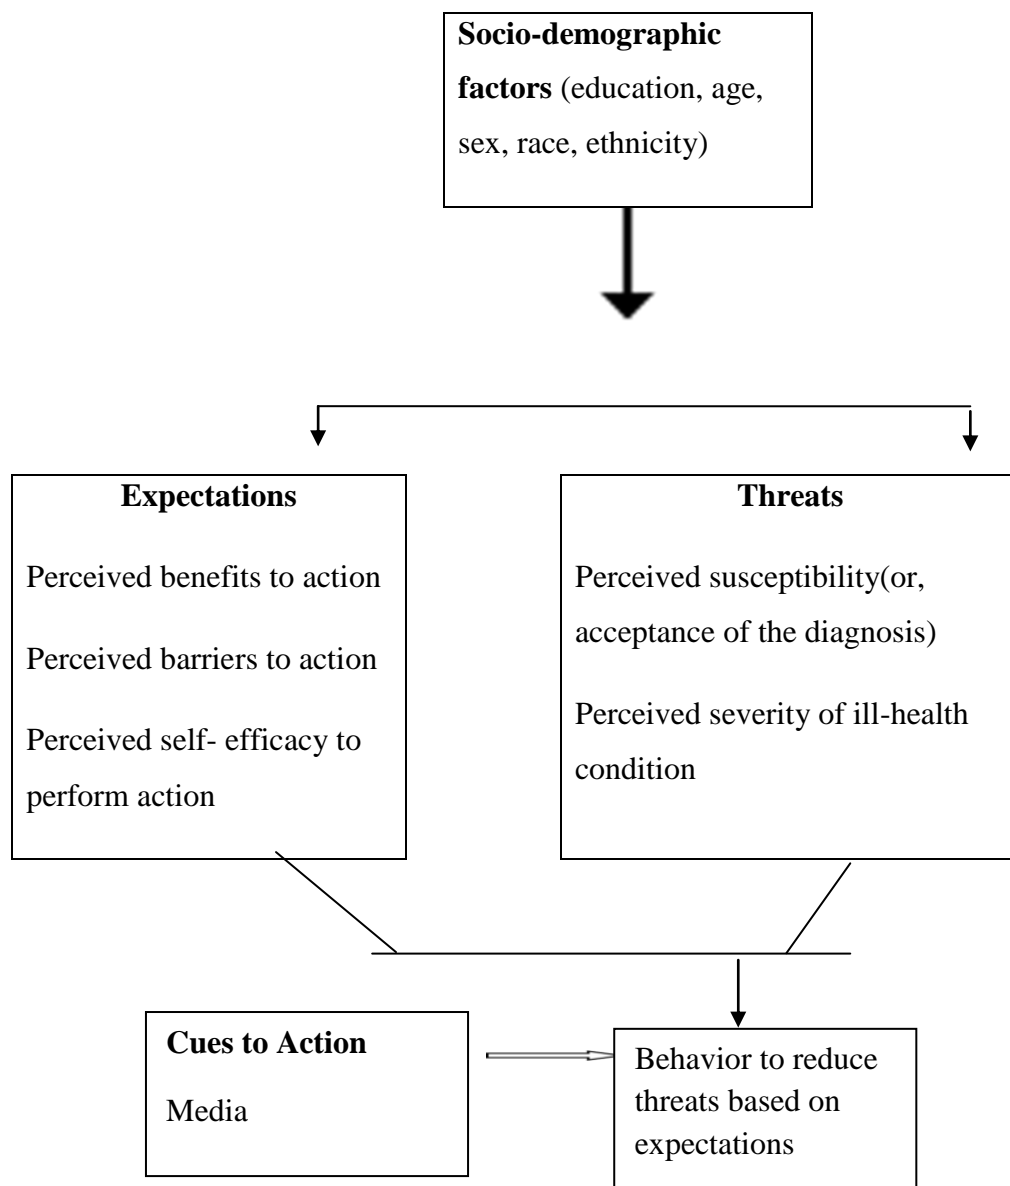 Socio-demographic
factors (education, age,
sex, race, ethnicity)
Expectations
Perceived benefits to action
Perceived barriers to action
Perceived self- efficacy to
perform action
Threats
Perceived susceptibility(or,
acceptance of the diagnosis)
Perceived severity of ill-health
condition
Cues to Action
Media
Behavior to reduce
threats based on
expectations